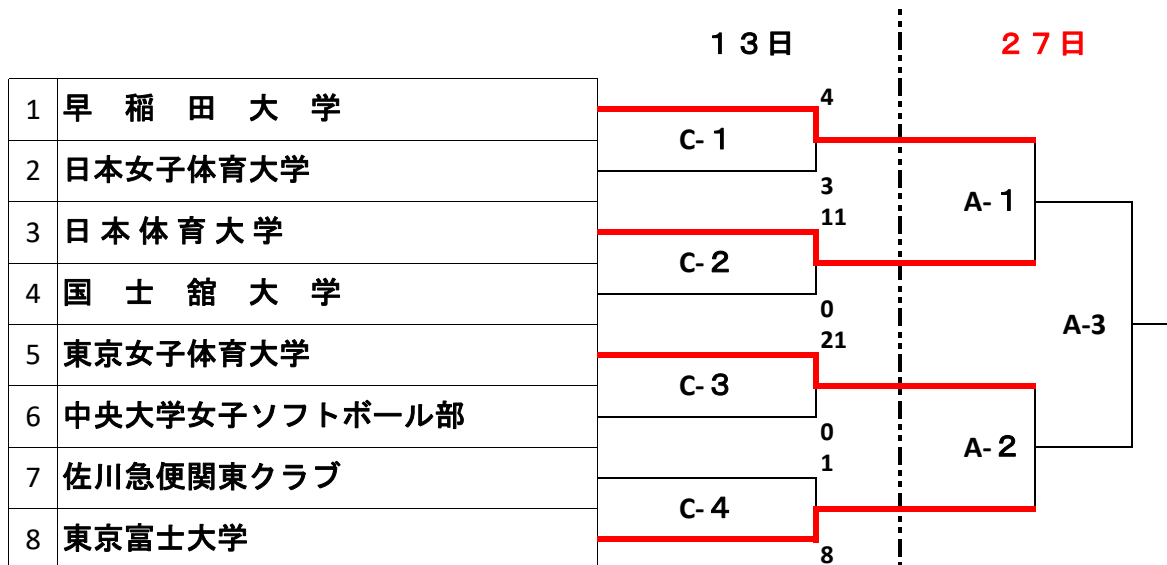 １３日 ２７日
1 早稲田大学 4
C-１
2 日本女子体育大学 3
A-１
3 日本体育大学 11
C-２
4 国士舘大学 0
A-3
5 東京女子体育大学 21
C-３
6 中央大学女子ソフトボール部 0
A-２
7 佐川急便関東クラブ 1
C-４
8 東京富士大学 8